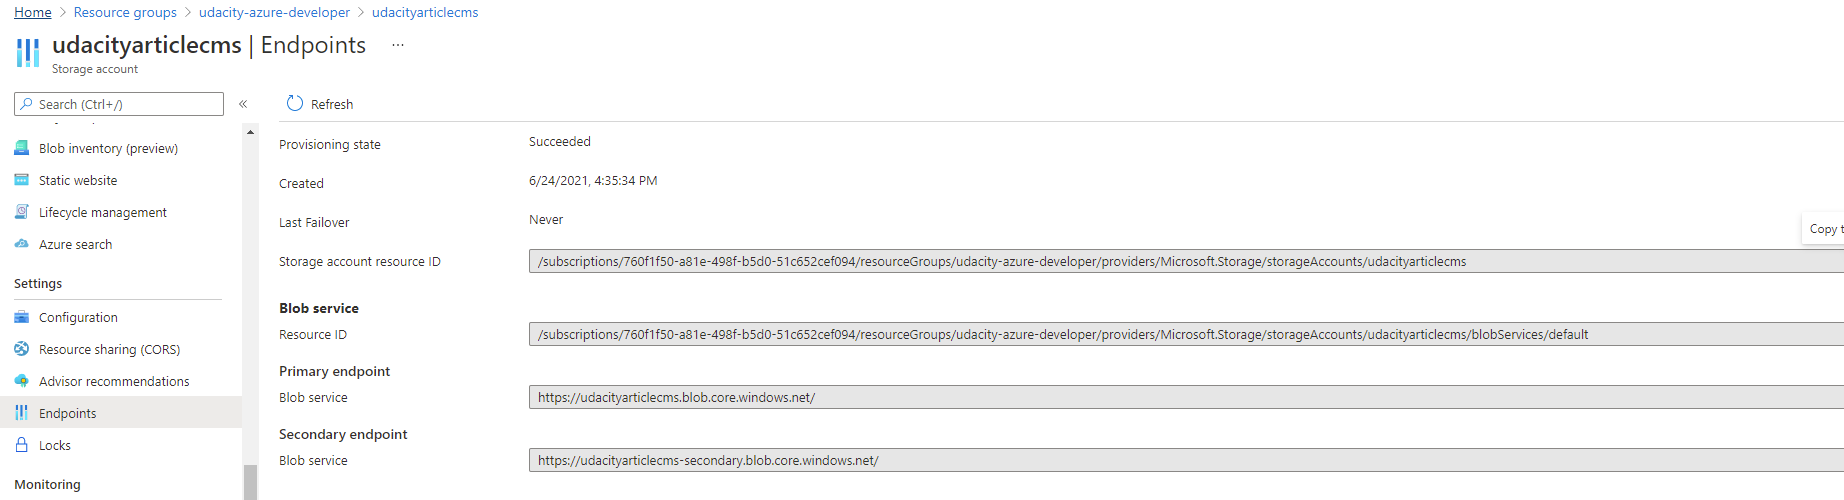 Home > Resource groups > udacity-azure-developer > udacityarticlecms
udacityarticlecms | Endpoints ...
Storage account
Search (Ctrl+/)
«
Refresh
Blob inventory (preview)
Static website
Lifecycle management
Azure search
Settings
Configuration
Resource sharing (CORS)
Advisor recommendations
Endpoints
Locks
Monitoring
Provisioning state Succeeded
Created 6/24/2021, 4:35:34 PM
Last Failover Never
Copy t
Storage account resource ID /subscriptions/760f1f50-a81e-498f-b5d0-51c652cef094/resourceGroups/udacity-azure-developer/providers/Microsoft.Storage/storageAccounts/udacityarticlecms
Blob service
Resource ID /subscriptions/760f1f50-a81e-498f-b5d0-51c652cef094/resourceGroups/udacity-azure-developer/providers/Microsoft.Storage/storageAccounts/udacityarticlecms/blobServices/default
Primary endpoint
Blob service https://udacityarticlecms.blob.core.windows.net/
Secondary endpoint
Blob service https://udacityarticlecms-secondary.blob.core.windows.net/